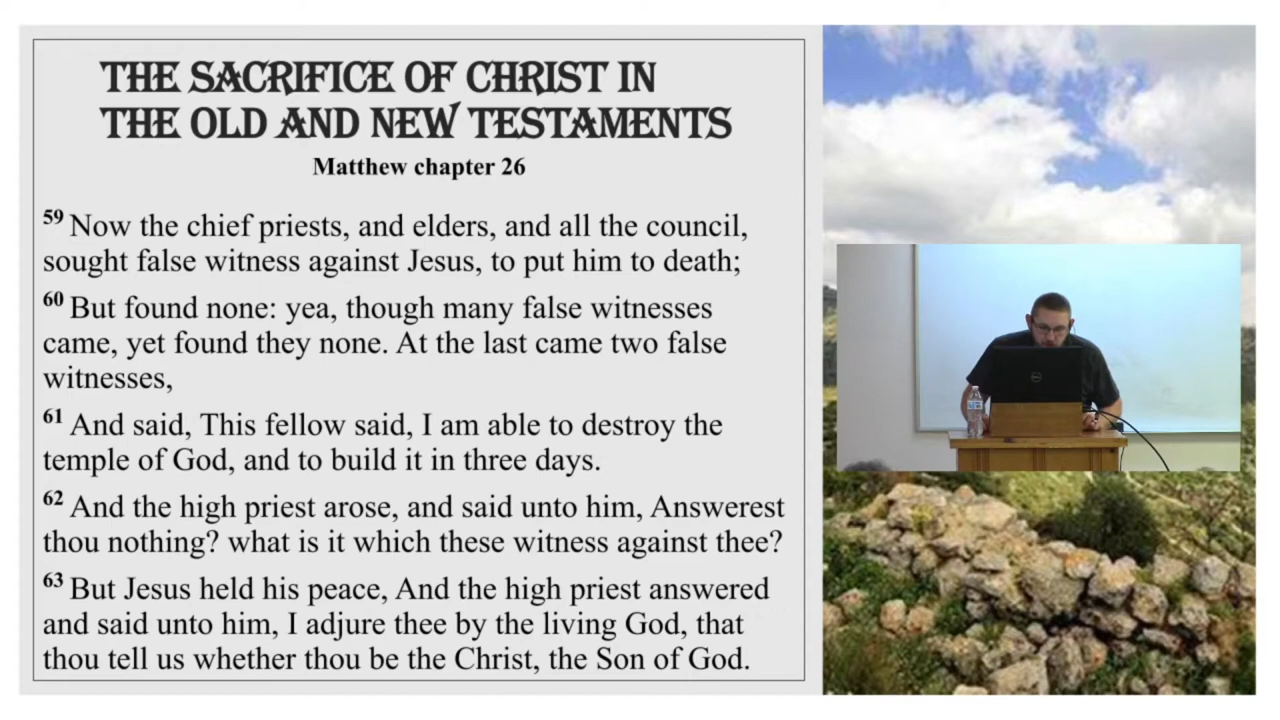 THE SACRIFICE OF CHRIST IN
THE OLD AND NEW TESTAMENTS
Matthew chapter 26
59 Now the chief priests, and elders, and all the council,
sought false witness against Jesus, to put him to death;
60 But found none: yea, though many false witnesses
came, yet found they none. At the last came two false
witnesses,
61 And said, This fellow said, I am able to destroy the
temple of God, and to build it in three days.
62 And the high priest arose, and said unto him, Answerest
thou nothing? what is it which these witness against thee?
63 But Jesus held his peace, And the high priest answered
and said unto him, I adjure thee by the living God, that
thou tell us whether thou be the Christ, the Son of God.